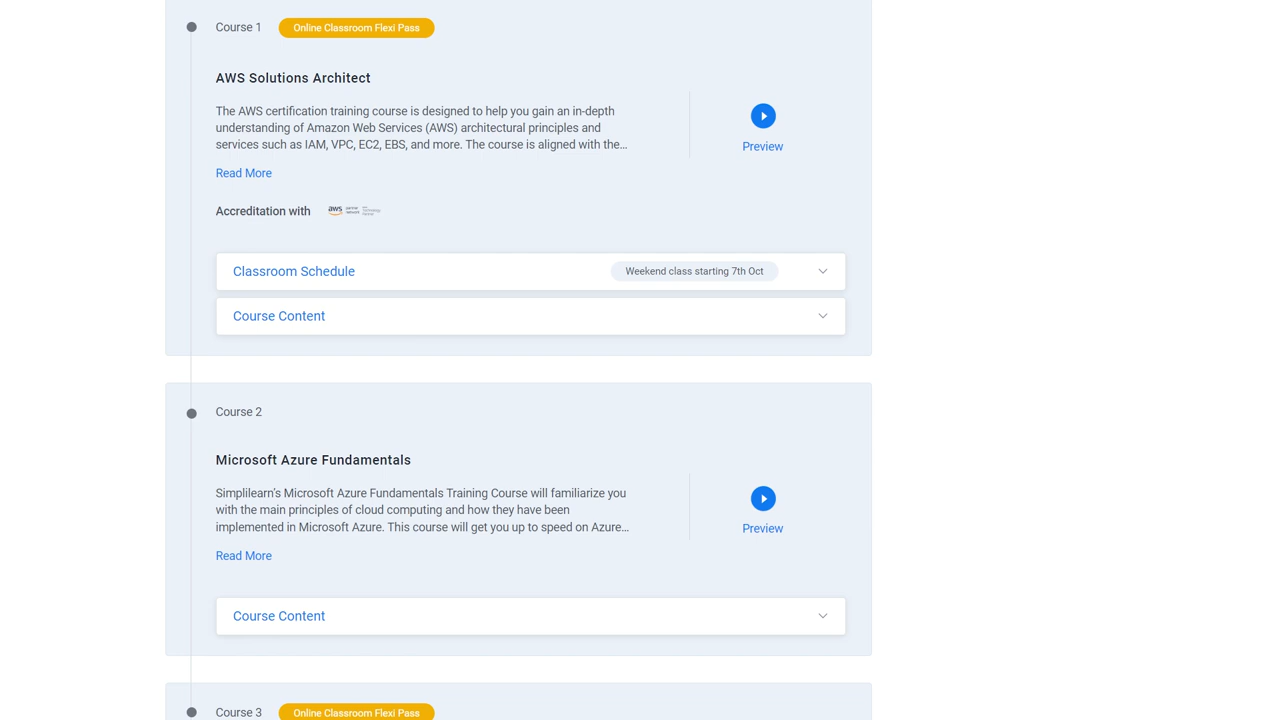 Course 1
Online Classroom Flexi Pass
AWS Solutions Architect
The AWS certification training course is designed to help you gain an in-depth
understanding of Amazon Web Services (AWS) architectural principles and
services such as IAM, VPC, EC2, EBS, and more. The course is aligned with the...
Preview
Read More
Accreditation with
aws partner network
Classroom Schedule
Weekend class starting 7th Oct
Course Content
Course 2
Microsoft Azure Fundamentals
Simplilearn's Microsoft Azure Fundamentals Training Course will familiarize you
with the main principles of cloud computing and how they have been
implemented in Microsoft Azure. This course will get you up to speed on Azure...
Preview
Read More
Course Content
Course 3
Online Classroom Flexi Pass